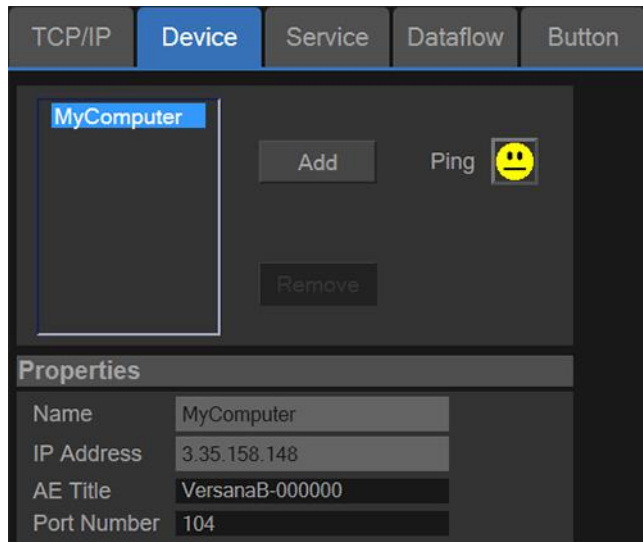 TCP/IP Device Service Dataflow Button
MyComputer
Add Ping
Remove
Properties
Name MyComputer
IP Address 3.35.158.148
AE Title VersanaB-000000
Port Number 104